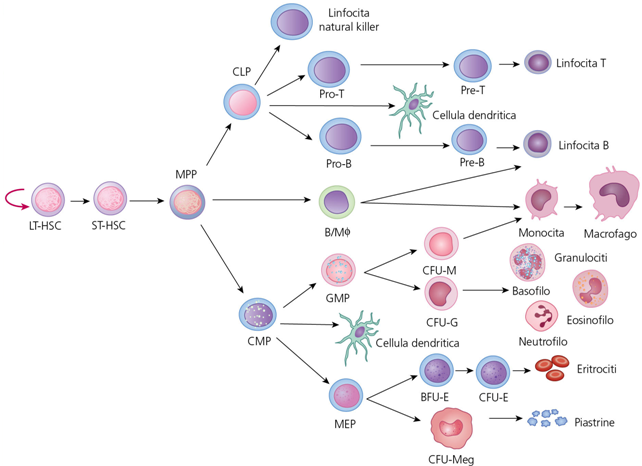 Linfocita
natural killer
CLP
Pro-T
Pre-T
Linfocita T
Cellula dendritica
Pro-B
Pre-B
Linfocita B
MPP
LT-HSC
ST-HSC
B/Mϕ
Monocita
Macrofago
CFU-M
GMP
CFU-G
Granulociti
Basofilo
Eosinofilo
Neutrofilo
CMP
Cellula dendritica
MEP
BFU-E
CFU-E
Eritrociti
CFU-Meg
Piastrine